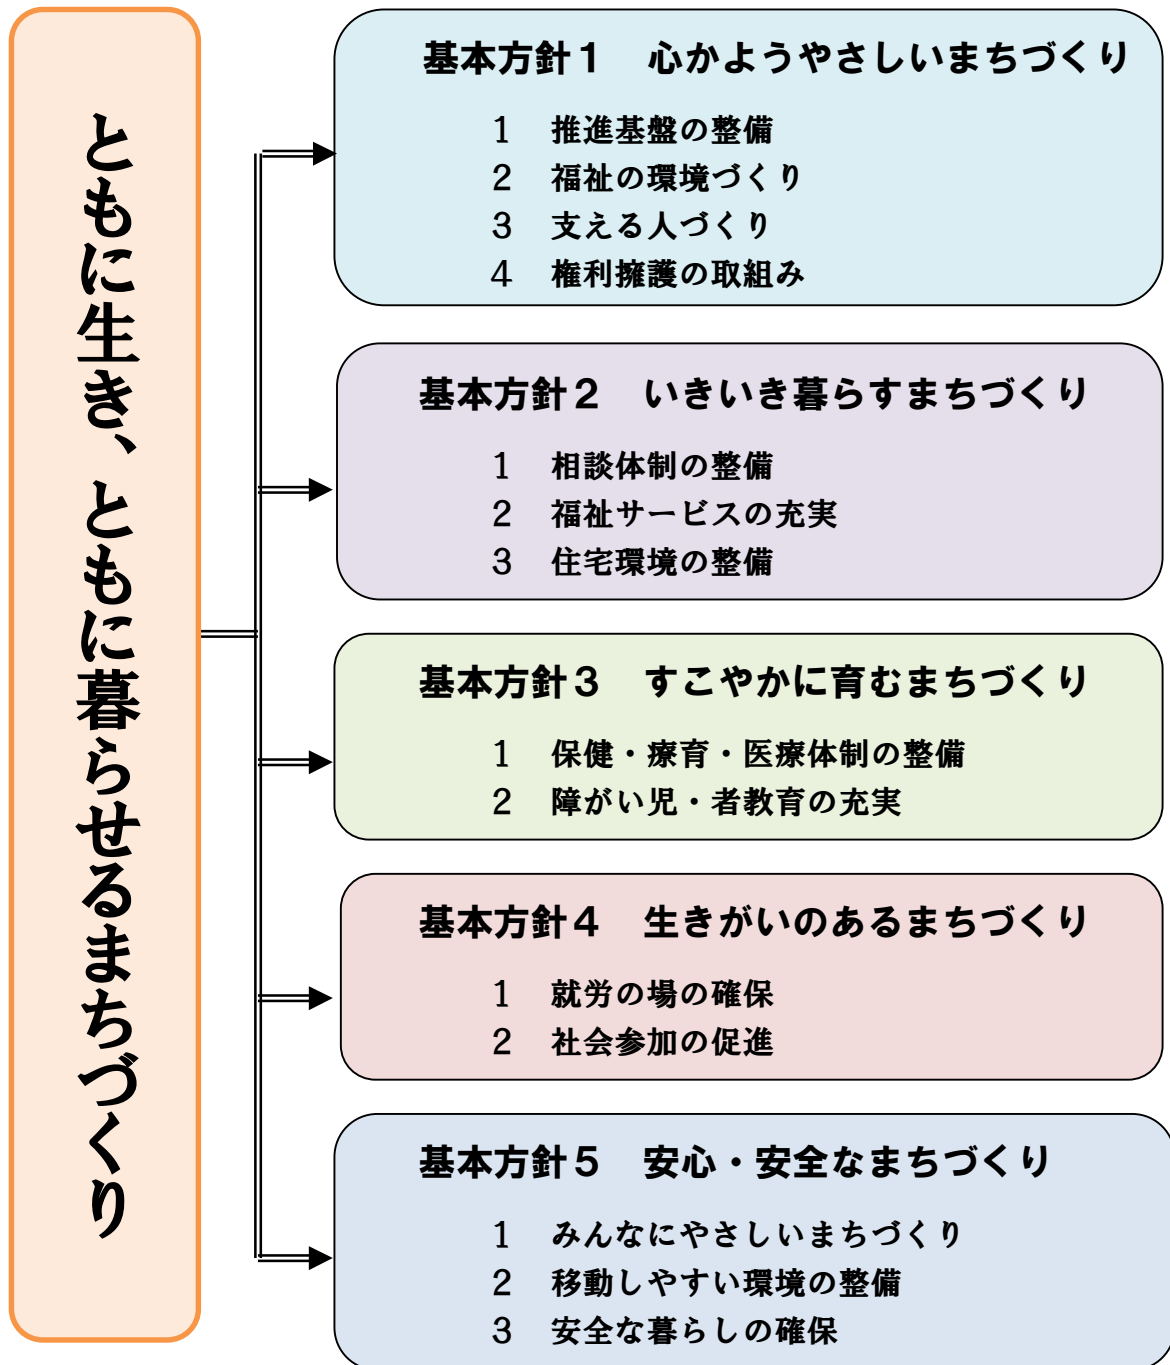 ともに生き、ともに暮らせるまちづくり
基本方針１　心かようやさしいまちづくり
1　推進基盤の整備
2　福祉の環境づくり
3　支える人づくり
4　権利擁護の取組み
基本方針２　いきいき暮らすまちづくり
1　相談体制の整備
2　福祉サービスの充実
3　住宅環境の整備
基本方針３　すこやかに育むまちづくり
1　保健・療育・医療体制の整備
2　障がい児・者教育の充実
基本方針４　生きがいのあるまちづくり
1　就労の場の確保
2　社会参加の促進
基本方針５　安心・安全なまちづくり
1　みんなにやさしいまちづくり
2　移動しやすい環境の整備
3　安全な暮らしの確保